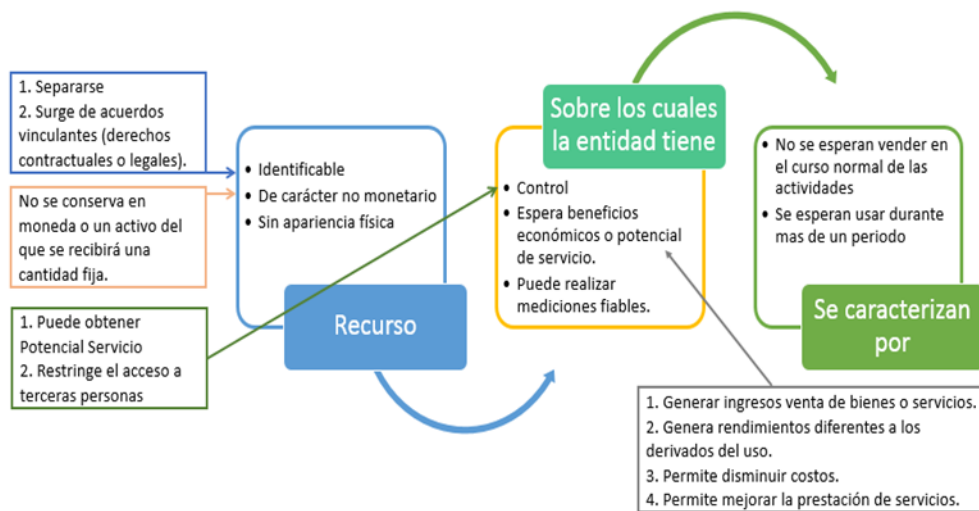 1. Separarse
2. Surge de acuerdos
vinculantes (derechos
contractuales o legales).
No se conserva en
moneda o un activo del
que se recibirá una
cantidad fija.
1. Puede obtener
Potencial Servicio
2. Restringe el acceso a
terceras personas
• Identificable
• De carácter no monetario
• Sin apariencia física
Recurso
Sobre los cuales
la entidad tiene
• Control
• Espera beneficios
económicos o potencial
de servicio.
• Puede realizar
mediciones fiables.
• No se esperan vender en
el curso normal de las
actividades
• Se esperan usar durante
mas de un periodo
Se caracterizan
por
1. Generar ingresos venta de bienes o servicios.
2. Genera rendimientos diferentes a los
derivados del uso.
3. Permite disminuir costos.
4. Permite mejorar la prestación de servicios.